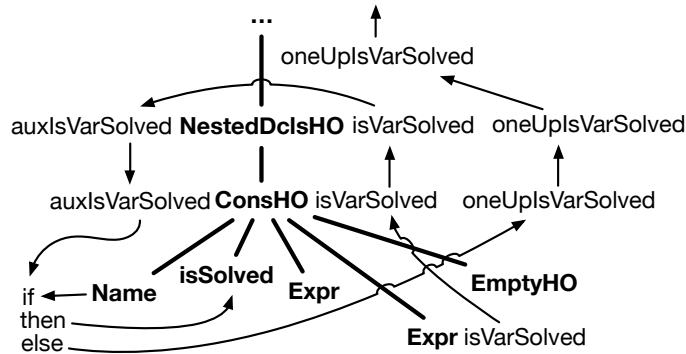 ...
oneUpIsVarSolved
auxIsVarSolved NestedDclsHO isVarSolved oneUpIsVarSolved
auxIsVarSolved ConsHO isVarSolved oneUpIsVarSolved
isSolved
EmptyHO
if Name Expr
then
Expr isVarSolved
else